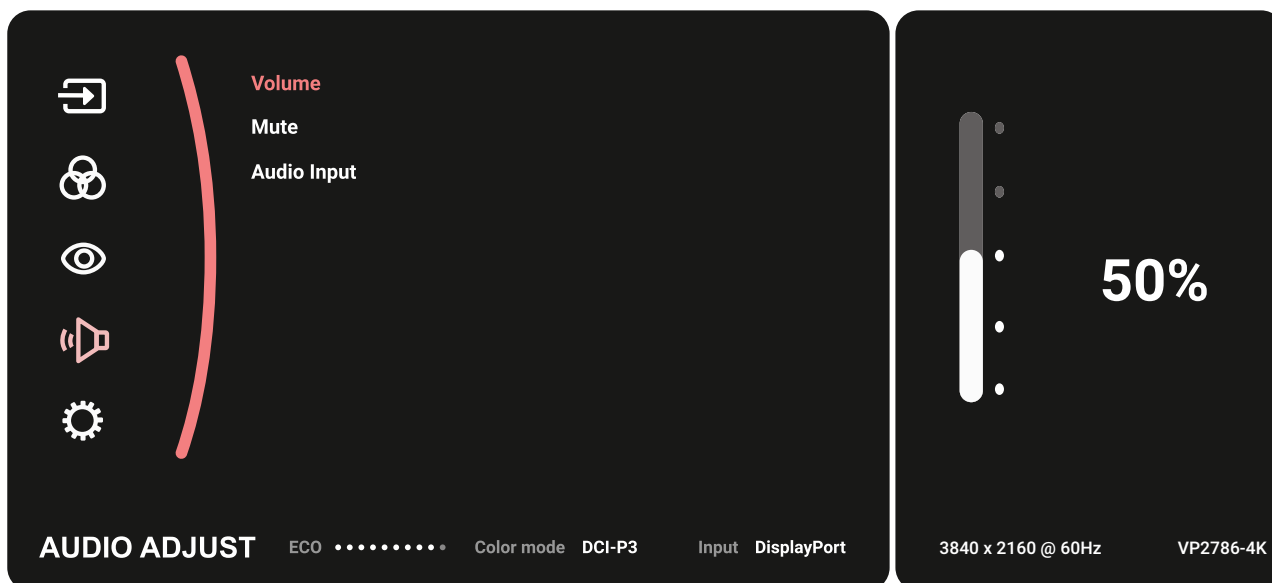 Volume
Mute
Audio Input
50%
AUDIO ADJUST ECO Color mode DCI-P3 Input DisplayPort
3840 x 2160 @ 60Hz VP2786-4K